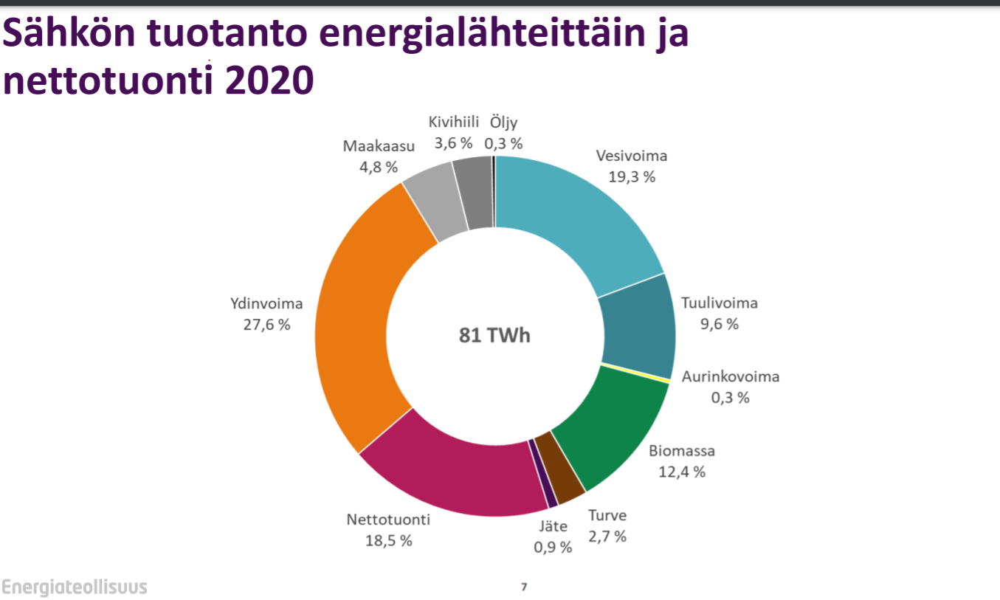 Sähkön tuotanto energialähteittäin ja
nettotuonti 2020
Kivihiili
3,6 %
Öljy
0,3 %
Maakaasu
4,8 %
Vesivoima
19,3 %
Ydinvoima
27,6 %
81 TWh
Tuulivoima
9,6 %
Aurinkovoima
0,3 %
Biomassa
12,4 %
Turve
2,7 %
Jäte
0,9 %
Nettotuonti
18,5 %
Energiateollisuus
7